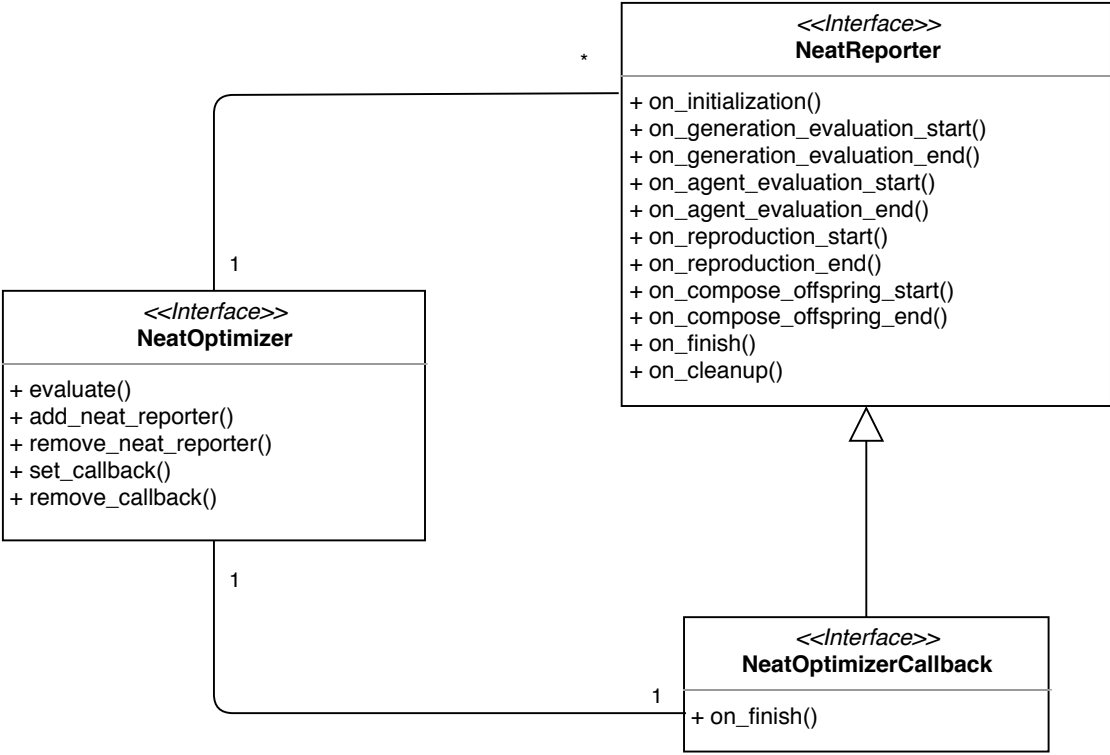 <<Interface>>
NeatReporter
+ on_initialization()
+ on_generation_evaluation_start()
+ on_generation_evaluation_end()
+ on_agent_evaluation_start()
+ on_agent_evaluation_end()
+ on_reproduction_start()
+ on_reproduction_end()
+ on_compose_offspring_start()
+ on_compose_offspring_end()
+ on_finish()
+ on_cleanup()
*
1
<<Interface>>
NeatOptimizer
+ evaluate()
+ add_neat_reporter()
+ remove_neat_reporter()
+ set_callback()
+ remove_callback()
1
1
<<Interface>>
NeatOptimizerCallback
+ on_finish()